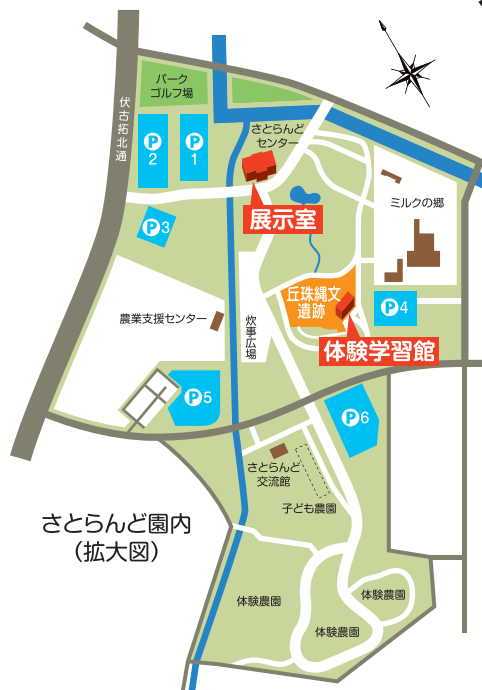 パーク
ゴルフ場
伏古拓北通
P
2
P
1
さとらんど
センター
ミルクの郷
展示室
P3
丘珠縄文
遺跡
P4
農業支援センター
炊事広場
体験学習館
P5
P6
さとらんど
交流館
子ども農園
さとらんど園内
（拡大図）
体験農園
体験農園
体験農園